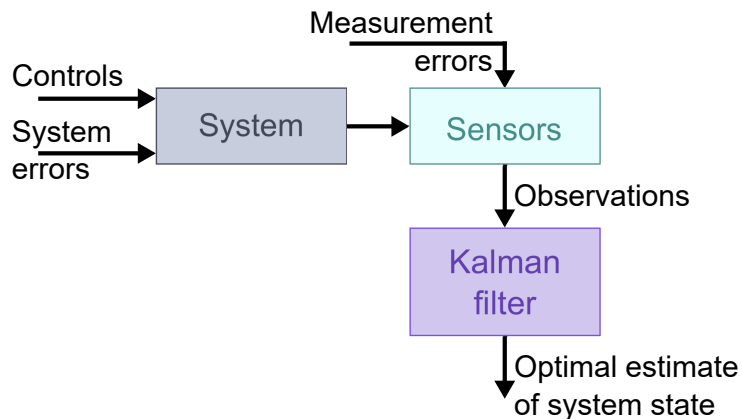 Measurement
errors
Controls
System
errors
System
Sensors
Observations
Kalman
filter
Optimal estimate
of system state